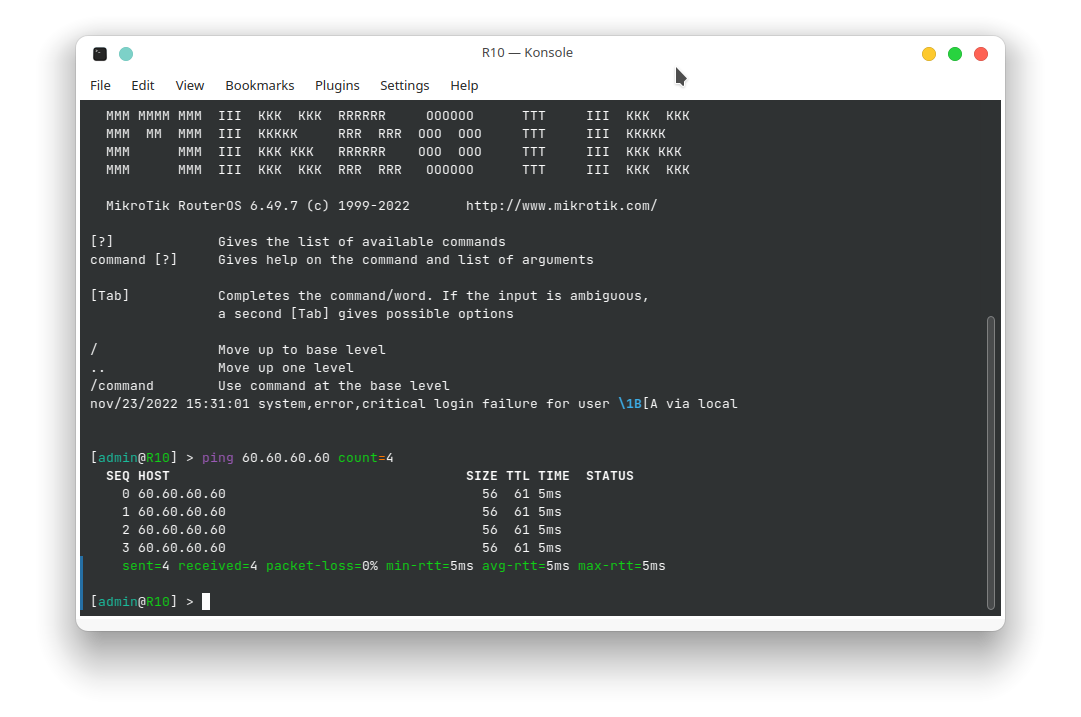 R10 — Konsole
File Edit View Bookmarks Plugins Settings Help
MMM MMMM MMM  III  KKK  KKK  RRRRRR     OOOOOO      TTT     III  KKK  KKK
MMM  MM  MMM  III  KKKKK     RRR  RRR  OOO  OOO     TTT     III  KKKKK
MMM      MMM  III  KKK KKK   RRRRRR    OOO  OOO     TTT     III  KKK KKK
MMM      MMM  III  KKK  KKK  RRR  RRR   OOOOOO      TTT     III  KKK  KKK
MikroTik RouterOS 6.49.7 (c) 1999-2022       http://www.mikrotik.com/
[?]             Gives the list of available commands
command [?]     Gives help on the command and list of arguments
[Tab]           Completes the command/word. If the input is ambiguous,
a second [Tab] gives possible options
/               Move up to base level
..              Move up one level
/command        Use command at the base level
nov/23/2022 15:31:01 system,error,critical login failure for user \1B[A via local
[admin@R10] > ping 60.60.60.60 count=4
SEQ HOST                                     SIZE TTL TIME  STATUS
0 60.60.60.60                                56  61 5ms
1 60.60.60.60                                56  61 5ms
2 60.60.60.60                                56  61 5ms
3 60.60.60.60                                56  61 5ms
sent=4 received=4 packet-loss=0% min-rtt=5ms avg-rtt=5ms max-rtt=5ms
[admin@R10] >